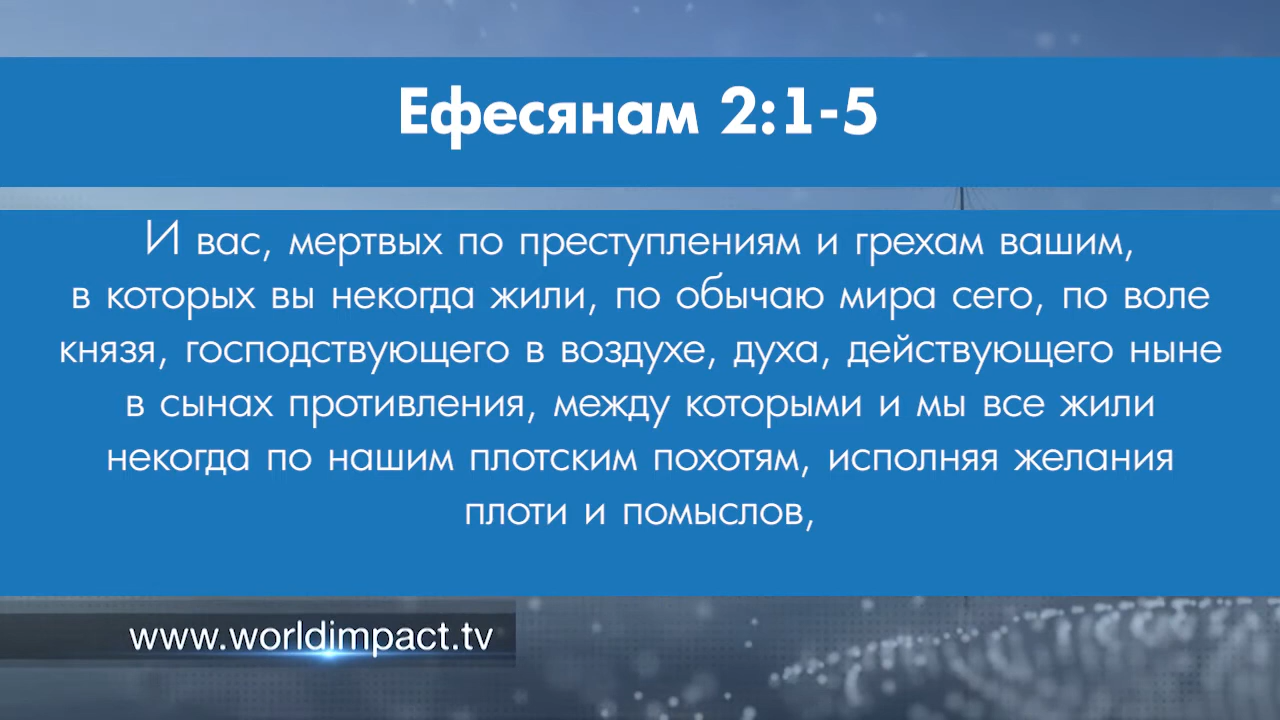 Ефесянам 2:1-5
И вас, мертвых по преступлениям и грехам вашим,
в которых вы некогда жили, по обычаю мира сего, по воле
князя, господствующего в воздухе, духа, действующего ныне
в сынах противления, между которыми и мы все жили
некогда по нашим плотским похотям, исполняя желания
плоти и помыслов,
www.worldimpact.tv